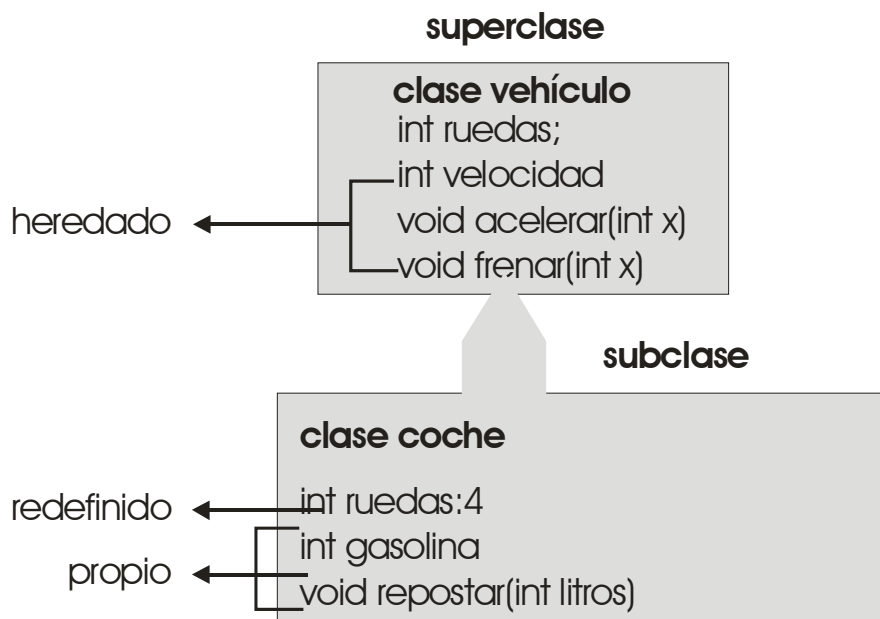 superclase
clase vehículo
int ruedas;
int velocidad
heredado
void acelerar(int x)
void frenar(int x)
subclase
clase coche
redefinido
int ruedas:4
int gasolina
propio
void repostar(int litros)